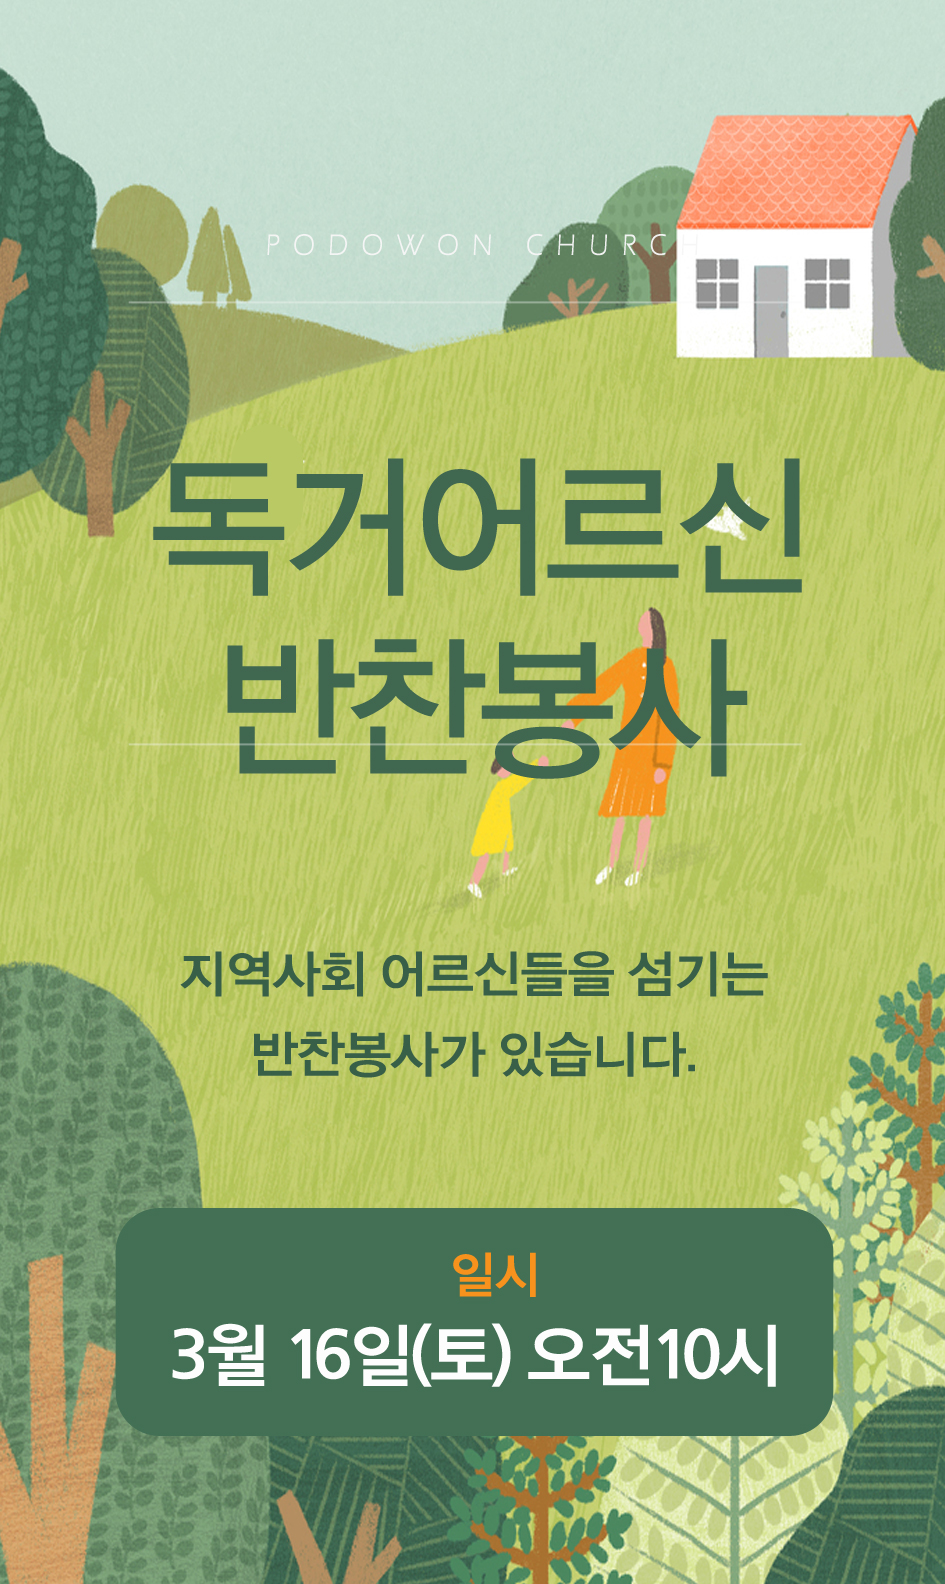 PODOWON CHURCH
독거어르신
반찬봉사
지역사회 어르신들을 섬기는
반찬봉사가 있습니다.
일시
3월 16일(토) 오전10시